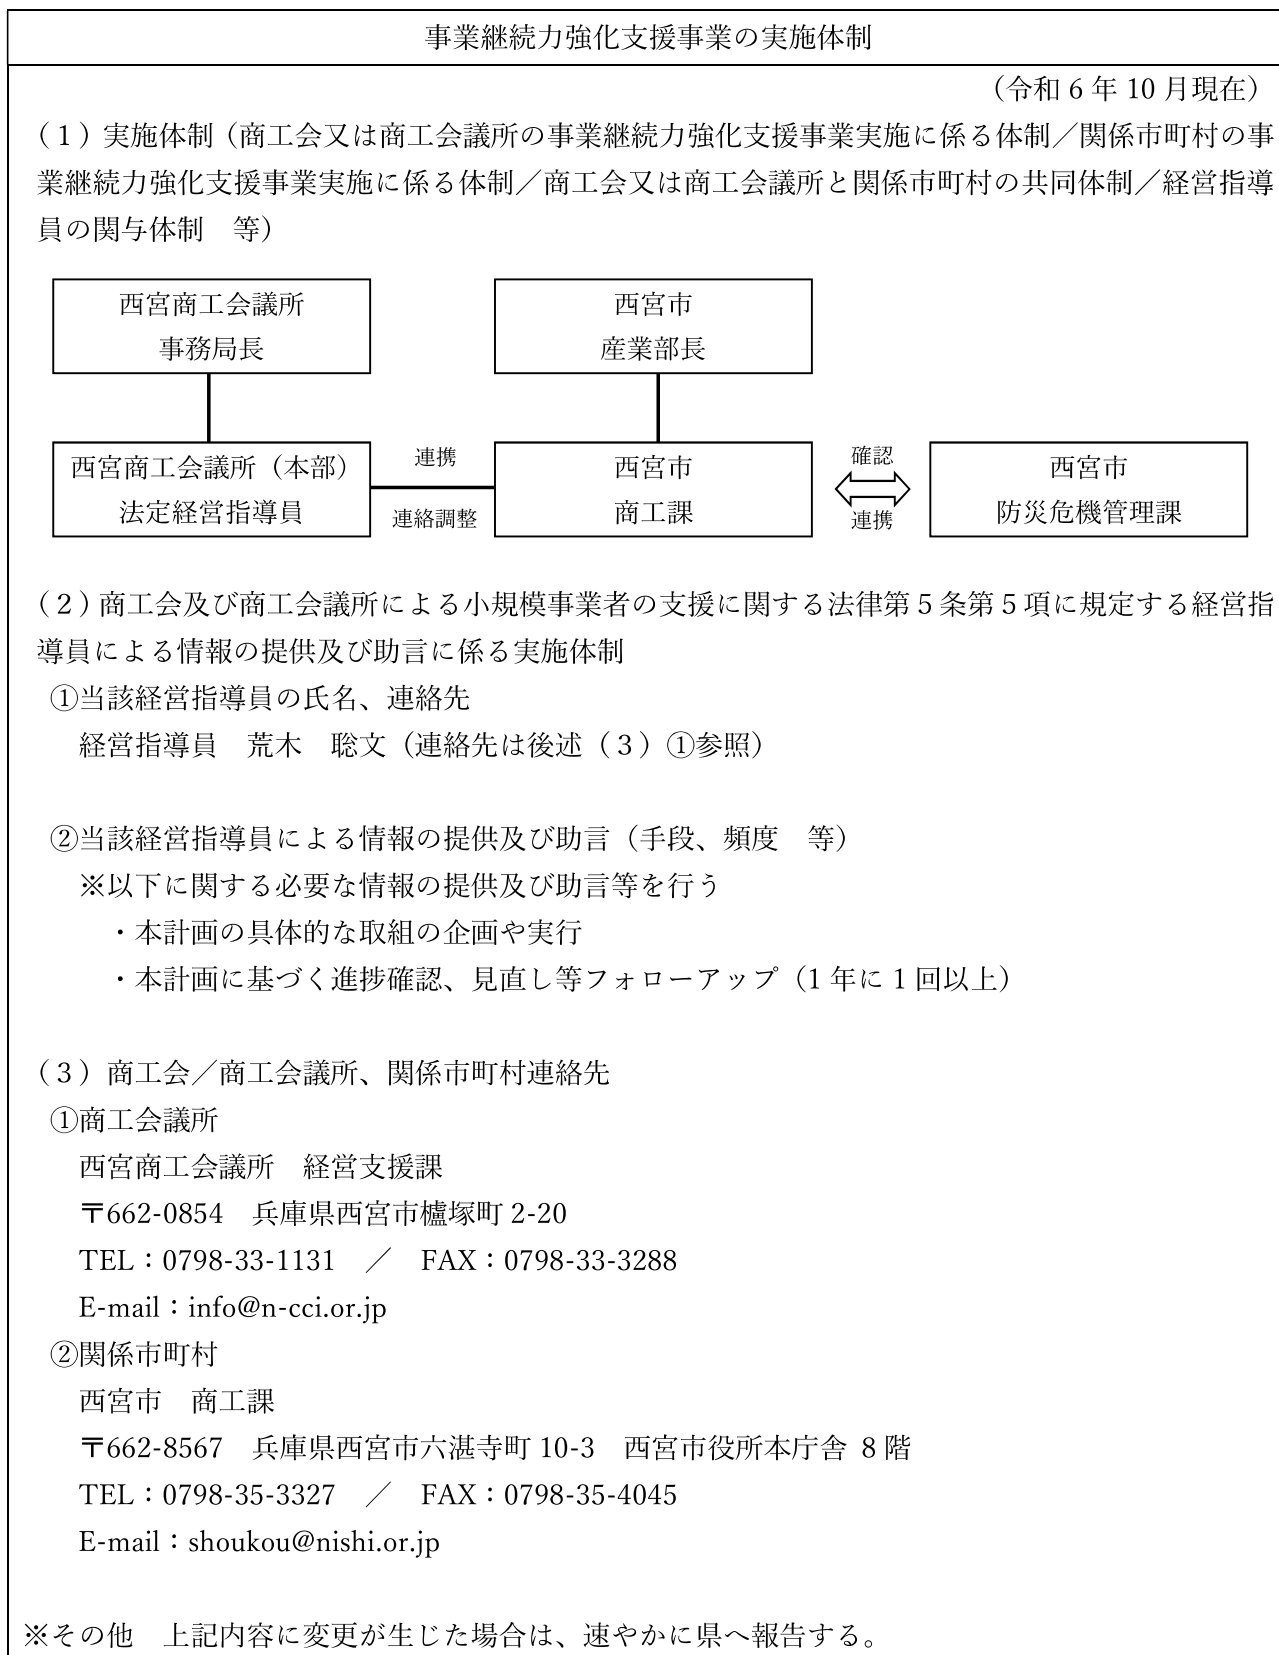 事業継続力強化支援事業の実施体制
（令和 6 年 10 月現在）
（１）実施体制（商工会又は商工会議所の事業継続力強化支援事業実施に係る体制／関係市町村の事
業継続力強化支援事業実施に係る体制／商工会又は商工会議所と関係市町村の共同体制／経営指導
員の関与体制　等）
西宮商工会議所
事務局長
西宮市
産業部長
西宮商工会議所（本部）
法定経営指導員
連携
連絡調整
西宮市
商工課
確認
連携
西宮市
防災危機管理課
（２）商工会及び商工会議所による小規模事業者の支援に関する法律第５条第５項に規定する経営指
導員による情報の提供及び助言に係る実施体制
①当該経営指導員の氏名、連絡先
経営指導員　荒木　聡文（連絡先は後述（３）①参照）
②当該経営指導員による情報の提供及び助言（手段、頻度　等）
※以下に関する必要な情報の提供及び助言等を行う
・本計画の具体的な取組の企画や実行
・本計画に基づく進捗確認、見直し等フォローアップ（1 年に 1 回以上）
（３）商工会／商工会議所、関係市町村連絡先
①商工会議所
西宮商工会議所　経営支援課
〒662-0854　兵庫県西宮市櫨塚町 2-20
TEL：0798-33-1131　／　FAX：0798-33-3288
E-mail：info@n-cci.or.jp
②関係市町村
西宮市　商工課
〒662-8567　兵庫県西宮市六湛寺町 10-3　西宮市役所本庁舎 ８階
TEL：0798-35-3327　／　FAX：0798-35-4045
E-mail：shoukou@nishi.or.jp
※その他　上記内容に変更が生じた場合は、速やかに県へ報告する。